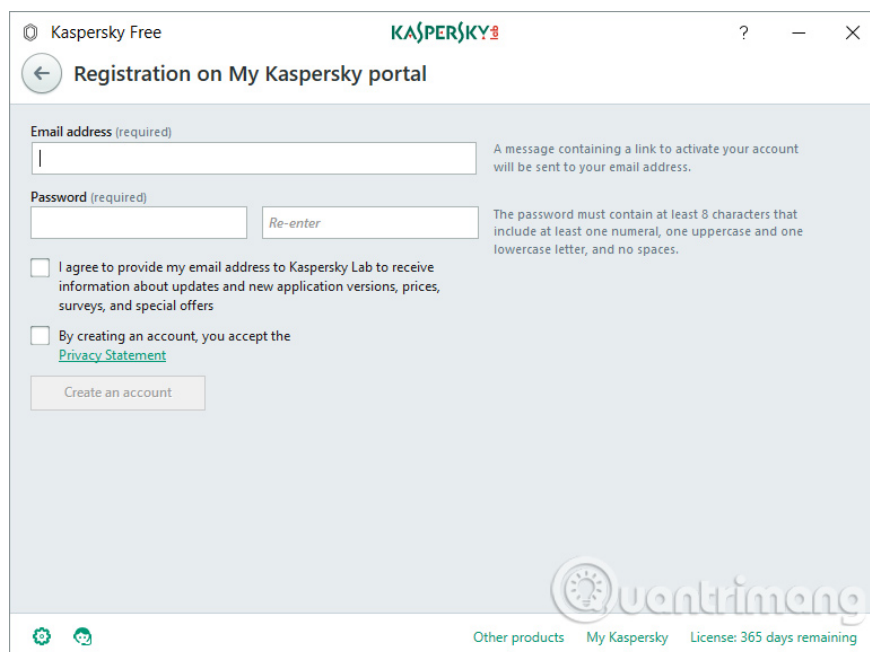 Kaspersky Free
KASPERSKY lab
?
Registration on My Kaspersky portal
Email address (required)
A message containing a link to activate your account
will be sent to your email address.
Password (required)
Re-enter
The password must contain at least 8 characters that
include at least one numeral, one uppercase and one
lowercase letter, and no spaces.
I agree to provide my email address to Kaspersky Lab to receive
information about updates and new application versions, prices,
surveys, and special offers
By creating an account, you accept the
Privacy Statement
Create an account
Quantrimang
Other products My Kaspersky License: 365 days remaining